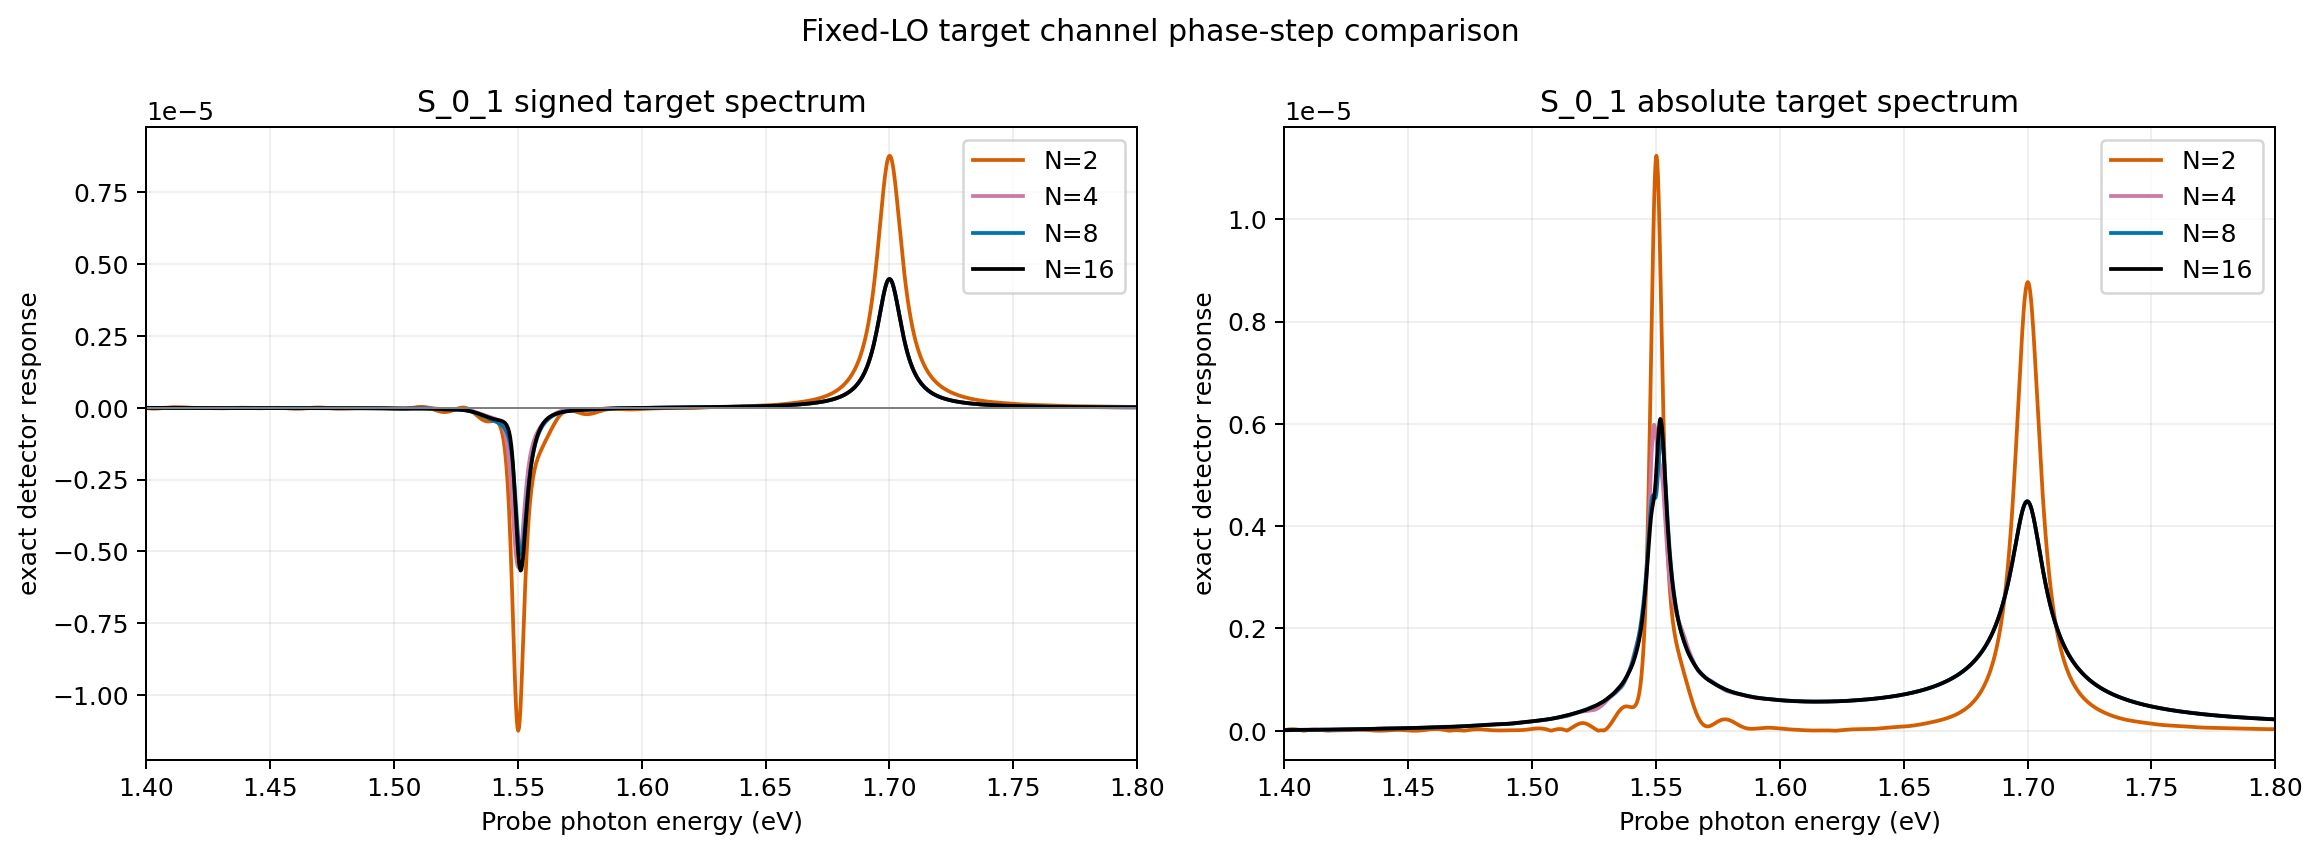 Fixed-LO target channel phase-step comparison
S_0_1 signed target spectrum
1e−5
exact detector response
0.75
0.50
0.25
0.00
−0.25
−0.50
−0.75
−1.00
N=2
N=4
N=8
N=16
1.40 1.45 1.50 1.55 1.60 1.65 1.70 1.75 1.80
Probe photon energy (eV)
S_0_1 absolute target spectrum
1e−5
exact detector response
1.0
0.8
0.6
0.4
0.2
0.0
N=2
N=4
N=8
N=16
1.40 1.45 1.50 1.55 1.60 1.65 1.70 1.75 1.80
Probe photon energy (eV)